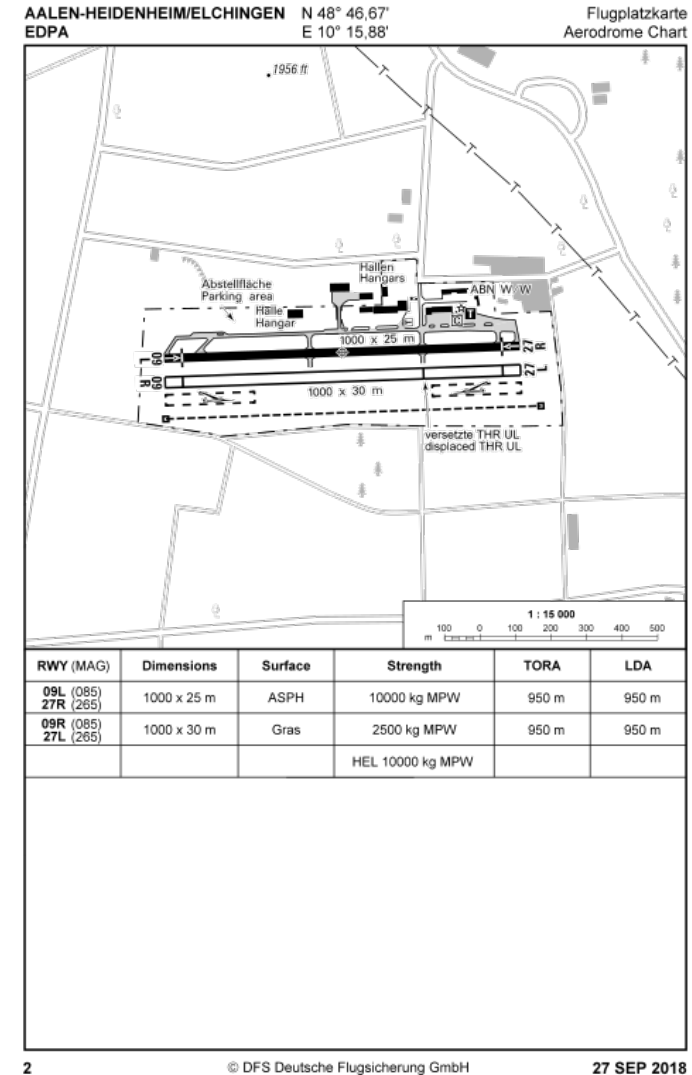 AALEN-HEIDENHEIM/ELCHINGEN N 48° 46,67' Flugplatzkarte
EDPA E 10° 15,88' Aerodrome Chart
1956 ft
Hallen
Hangars
Abstellfläche
Parking area
ABN W W
Halle
Hangar
C T
1000 x 25 m
09 L
27 R
09 R
27 L
1000 x 30 m
versetzte THR UL
displaced THR UL
1 : 15 000
m 100 0 100 200 300 400 500
RWY (MAG) Dimensions Surface Strength TORA LDA
09L (085)
27R (265) 1000 x 25 m ASPH 10000 kg MPW 950 m 950 m
09R (085)
27L (265) 1000 x 30 m Gras 2500 kg MPW 950 m 950 m
HEL 10000 kg MPW
2 © DFS Deutsche Flugsicherung GmbH 27 SEP 2018